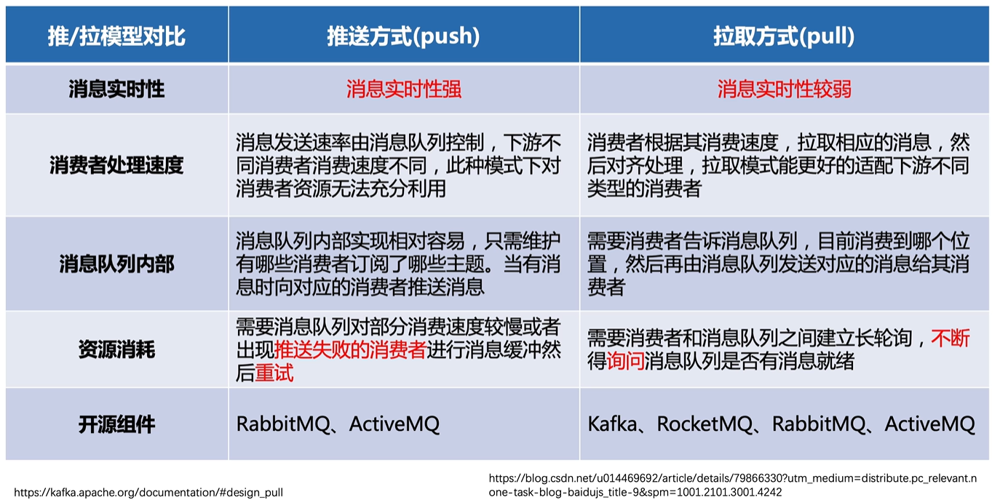 推/拉模型对比
推送方式(push)
拉取方式(pull)
消息实时性
消息实时性强
消息实时性较弱
消费者处理速度
消息发送速率由消息队列控制，下游不
同消费者消费速度不同，此种模式下对
消费者资源无法充分利用
消费者根据其消费速度，拉取相应的消息，然
后对齐处理，拉取模式能更好的适配下游不同
类型的消费者
消息队列内部
消息队列内部实现相对容易，只需维护
有哪些消费者订阅了哪些主题。当有消
息时向对应的消费者推送消息
需要消费者告诉消息队列，目前消费到哪个位
置，然后再由消息队列发送对应的消息给其消
费者
资源消耗
需要消息队列对部分消费速度较慢或者
出现推送失败的消费者进行消息缓冲然
后重试
需要消费者和消息队列之间建立长轮询，不断
得询问消息队列是否有消息就绪
开源组件
RabbitMQ、ActiveMQ
Kafka、RocketMQ、RabbitMQ、ActiveMQ
https://kafka.apache.org/documentation/#design_pull
https://blog.csdn.net/u014469692/article/details/79866330?utm_medium=distribute.pc_relevant.n
one-task-blog-baidujs_title-9&spm=1001.2101.3001.4242